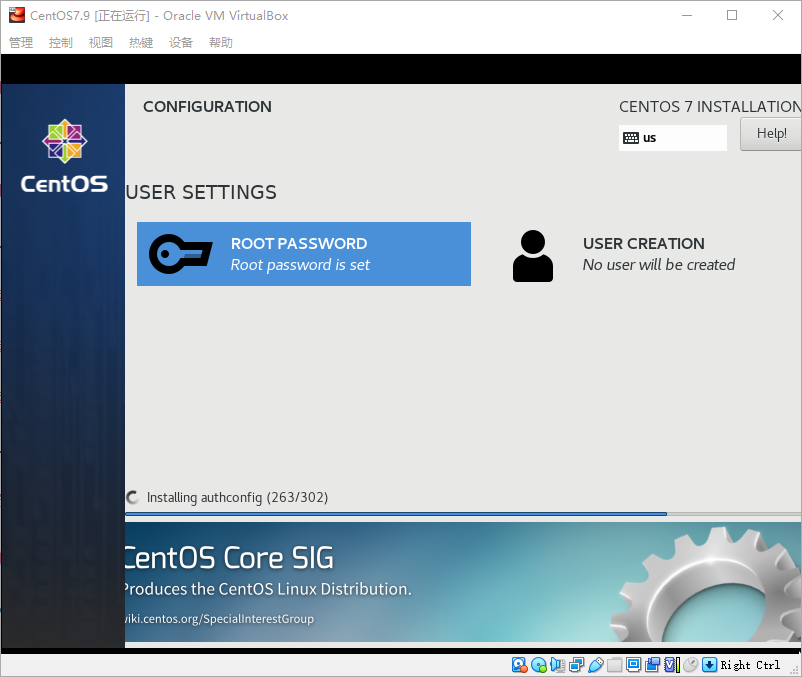 CentOS7.9 [正在运行] - Oracle VM VirtualBox
管理 控制 视图 热键 设备 帮助
CONFIGURATION
CENTOS 7 INSTALLATION
us
Help!
CentOS
USER SETTINGS
ROOT PASSWORD
Root password is set
USER CREATION
No user will be created
Installing authconfig (263/302)
CentOS Core SIG
Produces the CentOS Linux Distribution.
wiki.centos.org/SpecialInterestGroup
Right Ctrl